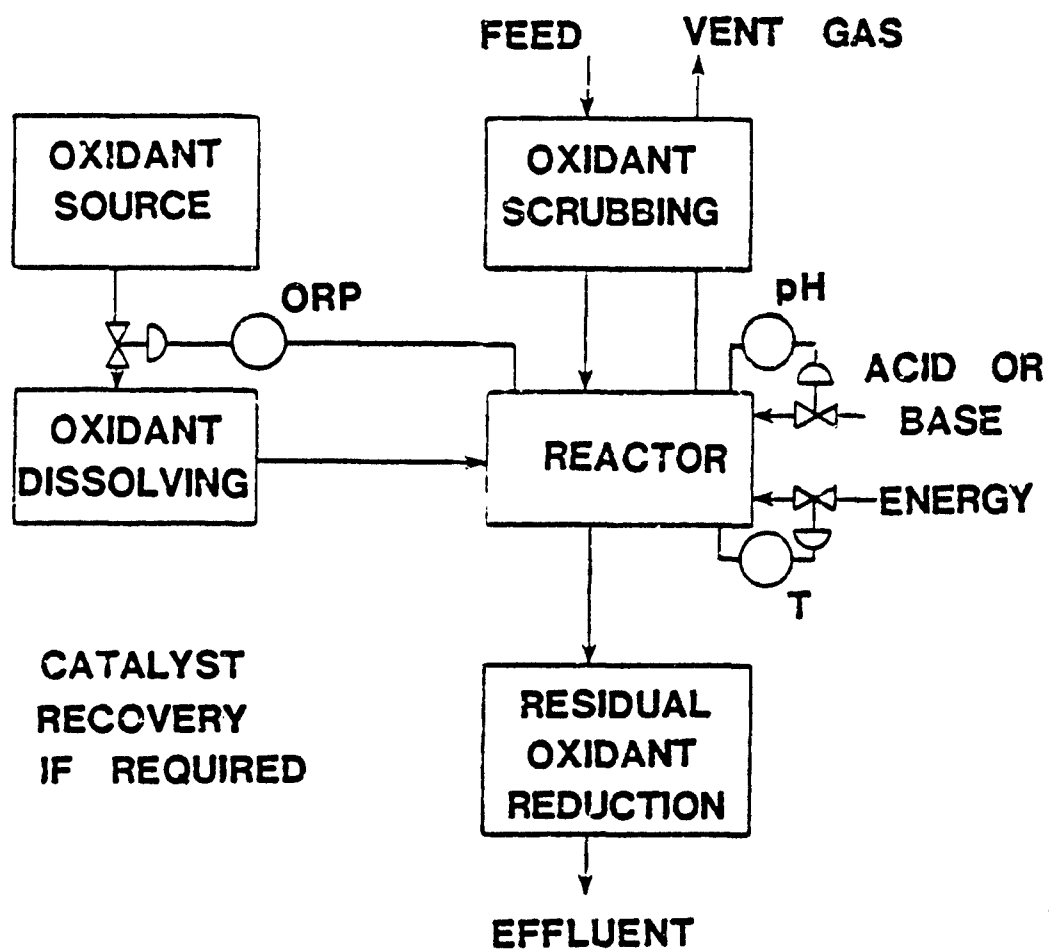 FEED
VENT GAS
OXIDANT
SOURCE
OXIDANT
SCRUBBING
ORP
pH
ACID OR
BASE
OXIDANT
DISSOLVING
REACTOR
ENERGY
T
CATALYST
RECOVERY
IF REQUIRED
RESIDUAL
OXIDANT
REDUCTION
EFFLUENT